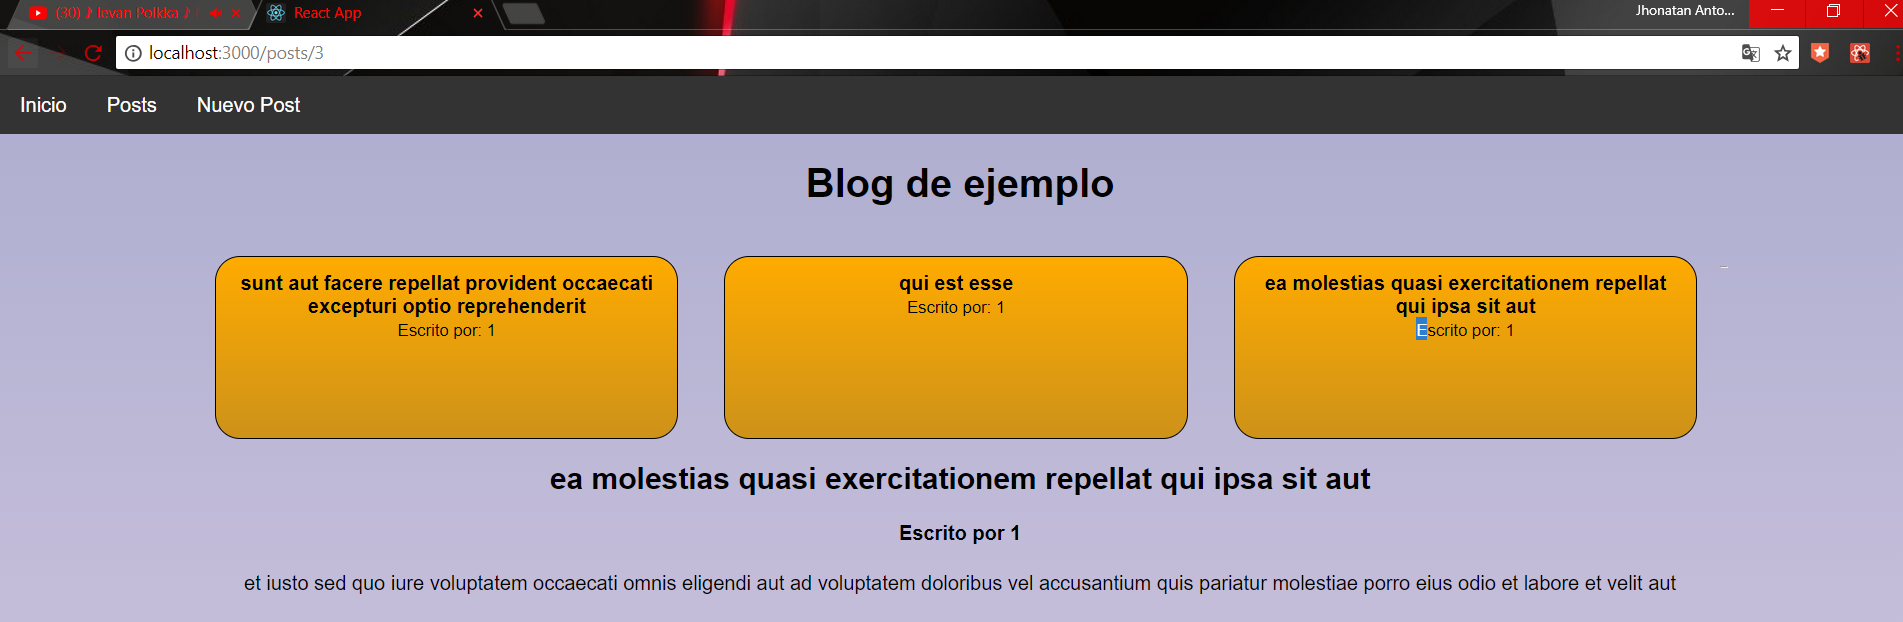 (30) ♪ Ievan Polkka ♪
React App
Jhonatan Anto...
localhost:3000/posts/3
Inicio Posts Nuevo Post
Blog de ejemplo
sunt aut facere repellat provident occaecati
excepturi optio reprehenderit
Escrito por: 1
qui est esse
Escrito por: 1
ea molestias quasi exercitationem repellat
qui ipsa sit aut
Escrito por: 1
ea molestias quasi exercitationem repellat qui ipsa sit aut
Escrito por 1
et iusto sed quo iure voluptatem occaecati omnis eligendi aut ad voluptatem doloribus vel accusantium quis pariatur molestiae porro eius odio et labore et velit aut